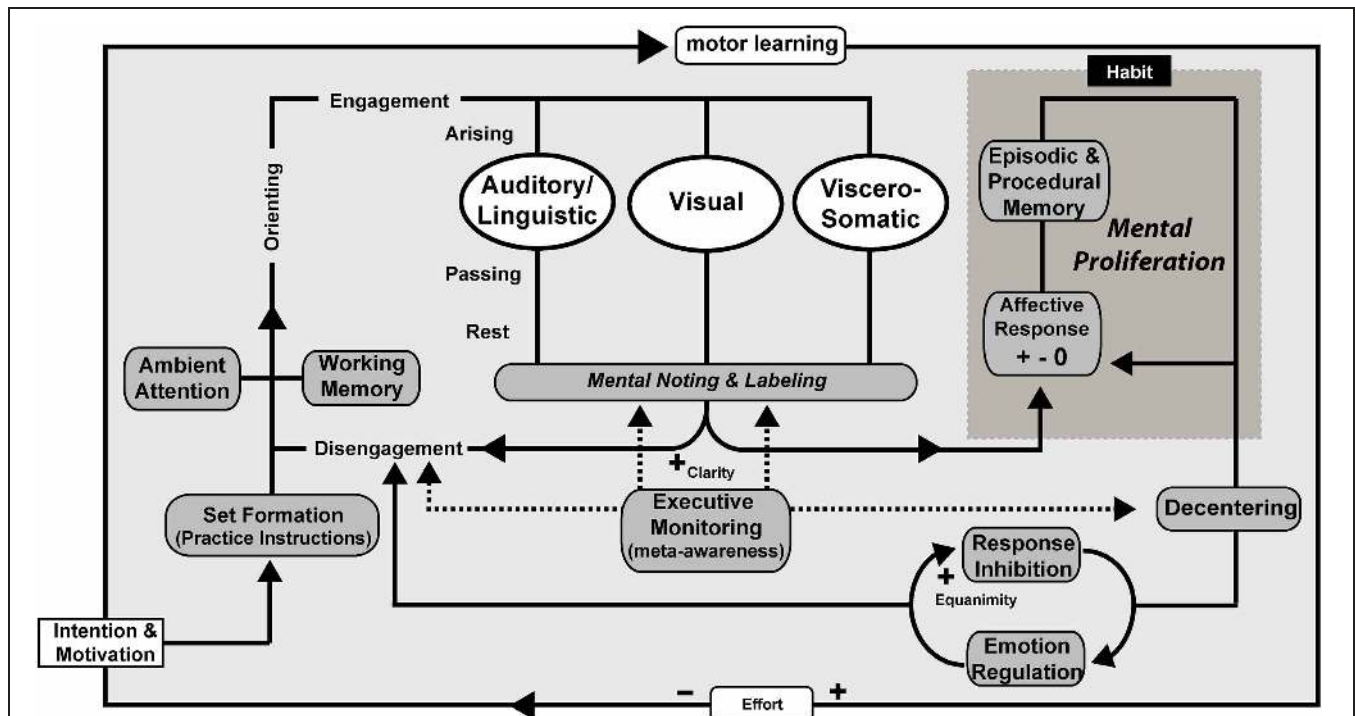 motor learning
Habit
Engagement
Arising
Orienting
Auditory/
Linguistic
Visual
Viscero-
Somatic
Episodic &
Procedural
Memory
Mental
Proliferation
Passing
Rest
Affective
Response
+ - 0
Ambient
Attention
Working
Memory
Mental Noting & Labeling
Disengagement
+ Clarity
Set Formation
(Practice Instructions)
Executive
Monitoring
(meta-awareness)
Decentering
Response
Inhibition
+
Equanimity
Emotion
Regulation
Intention &
Motivation
- Effort +